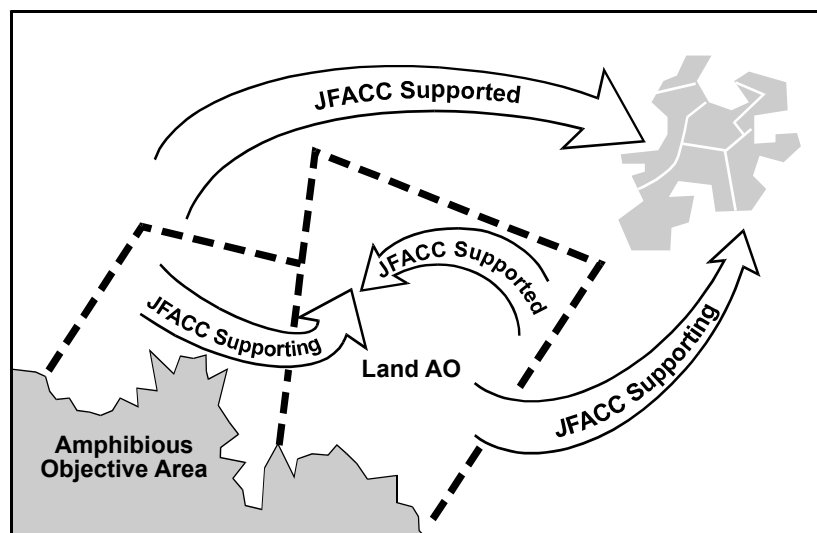 JFACC Supported
JFACC Supported
JFACC Supporting
Land AO
JFACC Supporting
Amphibious
Objective Area